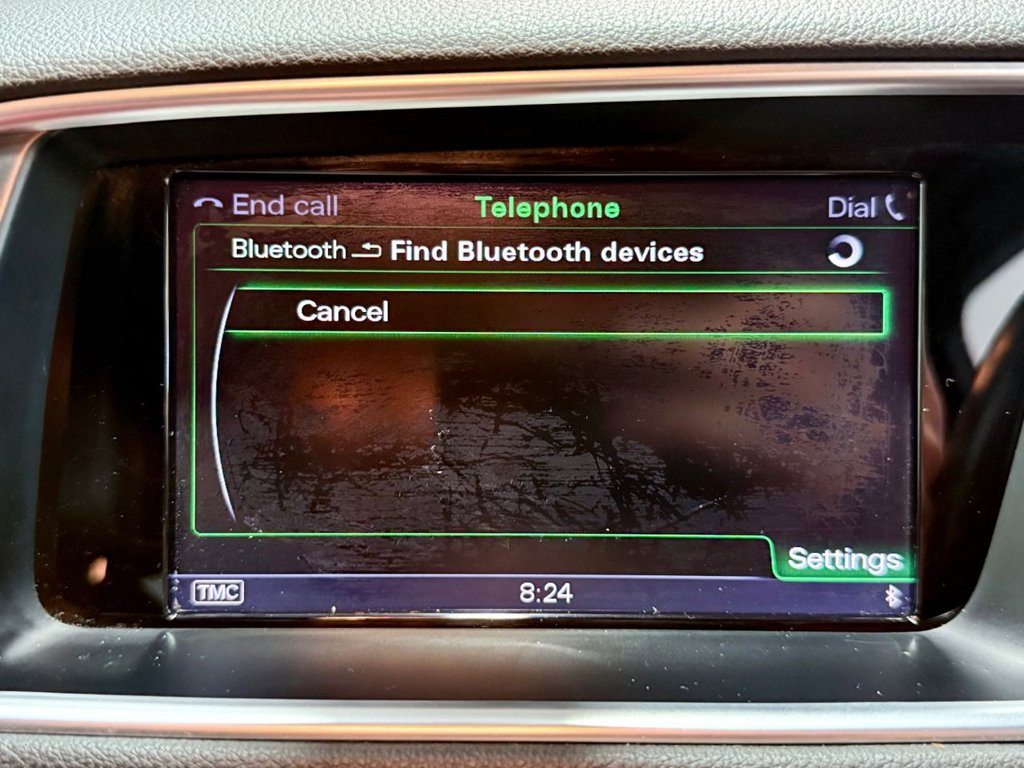 End call Telephone Dial
Bluetooth Find Bluetooth devices
Cancel
Settings
TMC 8:24